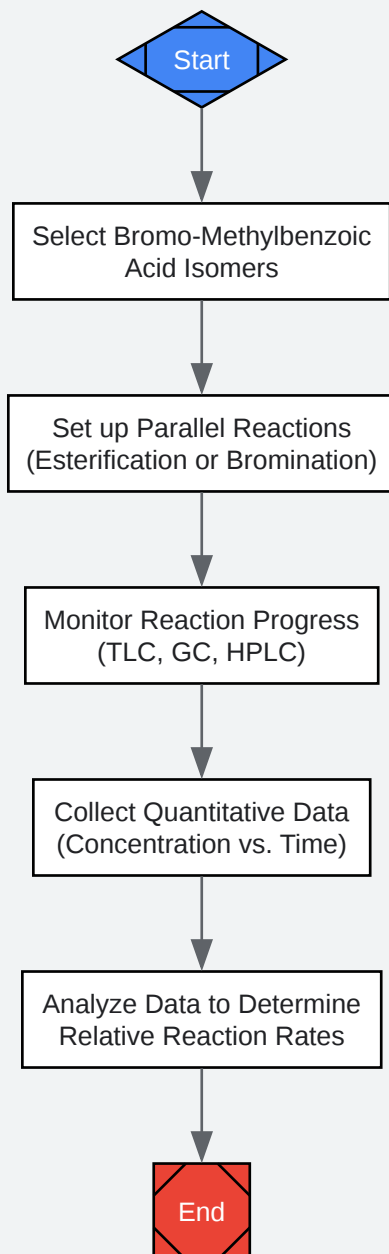 Start
Select Bromo-Methylbenzoic
Acid Isomers
Set up Parallel Reactions
(Esterification or Bromination)
Monitor Reaction Progress
(TLC, GC, HPLC)
Collect Quantitative Data
(Concentration vs. Time)
Analyze Data to Determine
Relative Reaction Rates
End